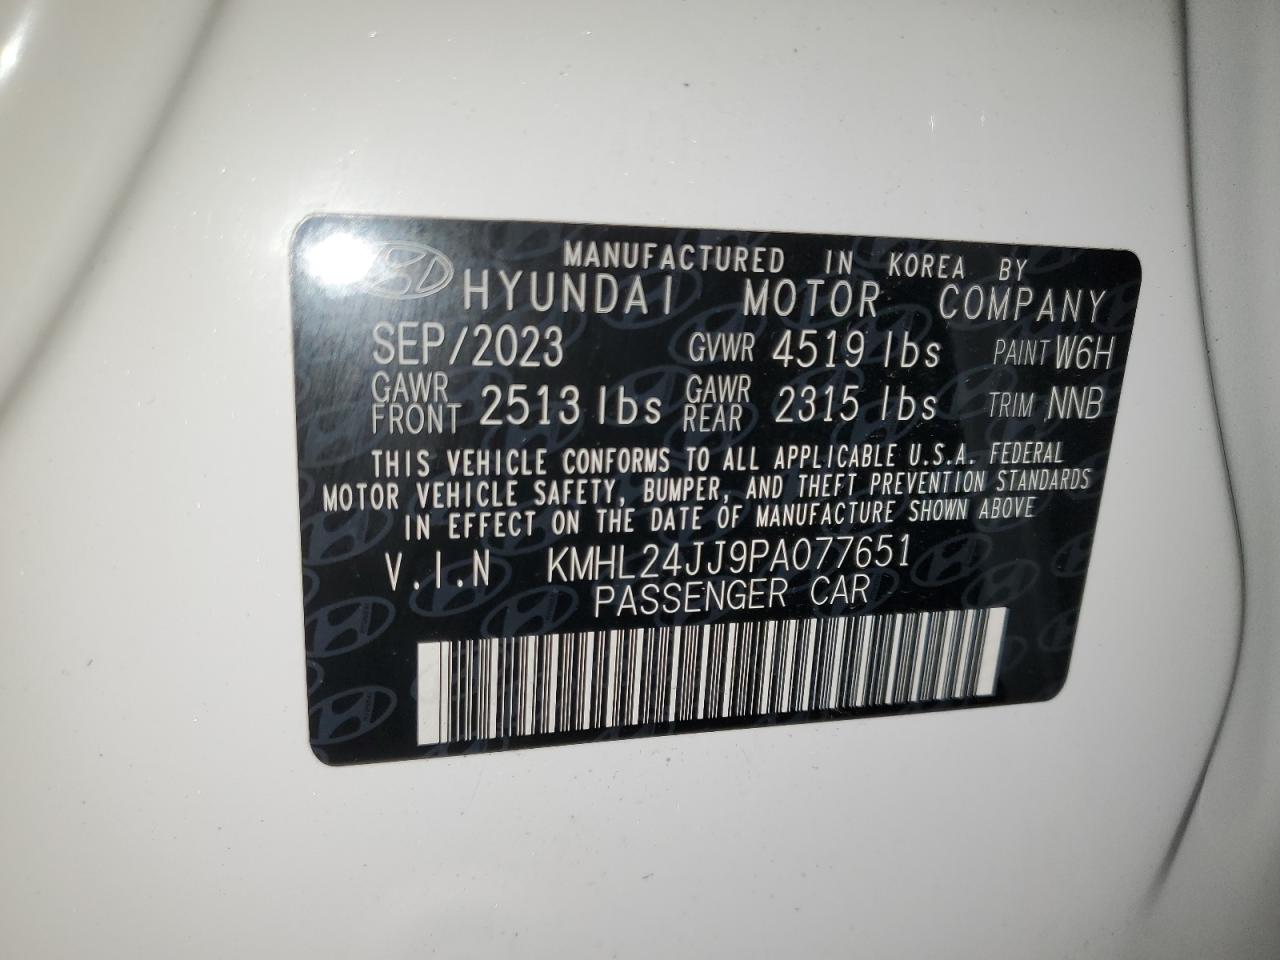 MANUFACTURED IN KOREA BY
HYUNDAI MOTOR COMPANY
SEP/2023 GVWR 4519 lbs PAINT W6H
GAWR FRONT 2513 lbs GAWR REAR 2315 lbs TRIM NNB
THIS VEHICLE CONFORMS TO ALL APPLICABLE U.S.A. FEDERAL
MOTOR VEHICLE SAFETY, BUMPER, AND THEFT PREVENTION STANDARDS
IN EFFECT ON THE DATE OF MANUFACTURE SHOWN ABOVE
V.I.N KMHL24JJ9PA077651
PASSENGER CAR